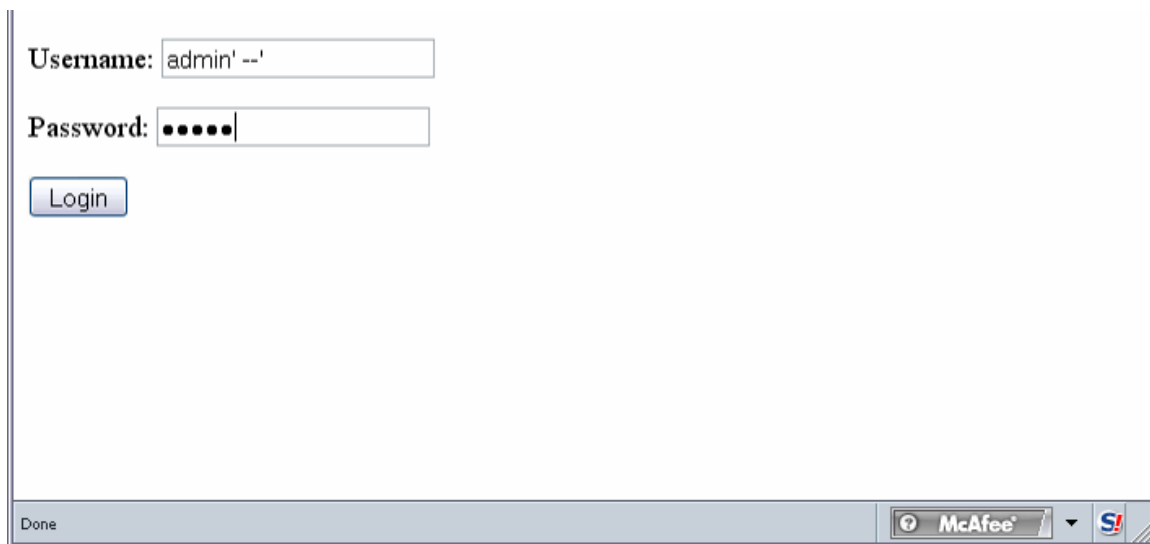 Username: admin' --'
Password: •••••
Login
Done
McAfee
S!